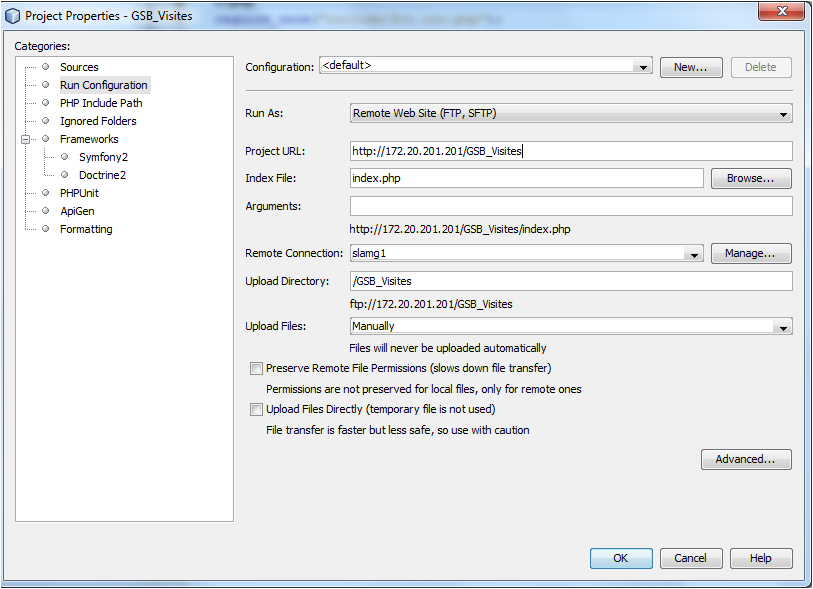 Project Properties - GSB_Visites
Categories:
Sources
Run Configuration
PHP Include Path
Ignored Folders
Frameworks
Symfony2
Doctrine2
PHPUnit
ApiGen
Formatting
Configuration: <default> New... Delete
Run As: Remote Web Site (FTP, SFTP)
Project URL: http://172.20.201.201/GSB_Visites
Index File: index.php Browse...
Arguments:
http://172.20.201.201/GSB_Visites/index.php
Remote Connection: slamg1 Manage...
Upload Directory: /GSB_Visites
ftp://172.20.201.201/GSB_Visites
Upload Files: Manually
Files will never be uploaded automatically
Preserve Remote File Permissions (slows down file transfer)
Permissions are not preserved for local files, only for remote ones
Upload Files Directly (temporary file is not used)
File transfer is faster but less safe, so use with caution
Advanced...
OK Cancel Help